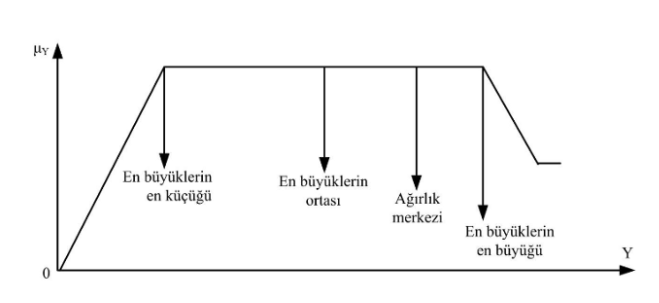 μY
En büyüklerin
en küçüğü
En büyüklerin
ortası
Ağırlık
merkezi
En büyüklerin
en büyüğü
Y
0